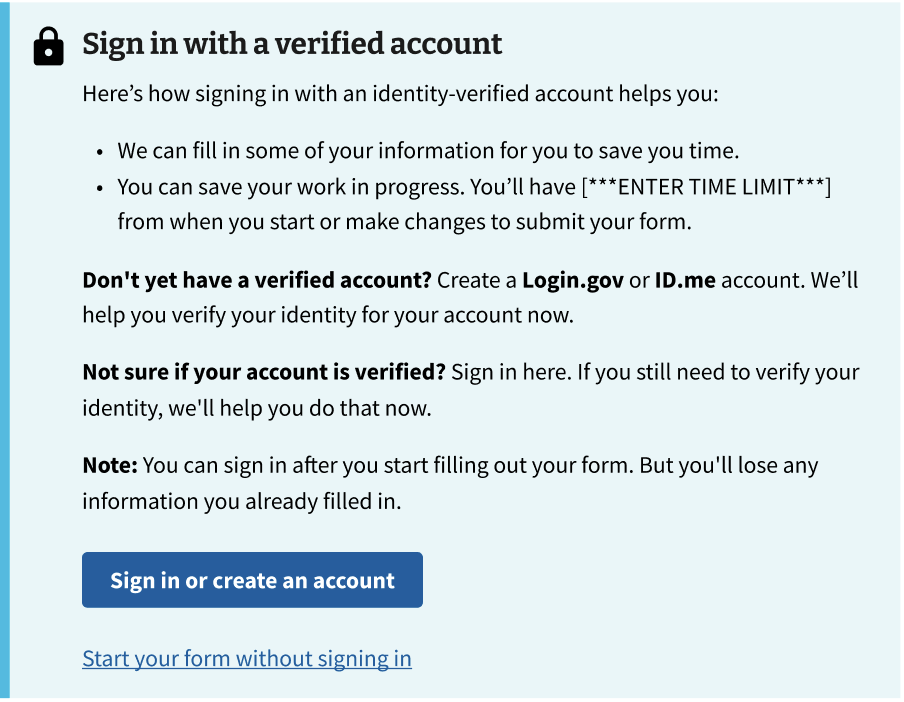 Sign in with a verified account
Here’s how signing in with an identity-verified account helps you:
• We can fill in some of your information for you to save you time.
• You can save your work in progress. You’ll have [***ENTER TIME LIMIT***]
from when you start or make changes to submit your form.
Don't yet have a verified account? Create a Login.gov or ID.me account. We’ll
help you verify your identity for your account now.
Not sure if your account is verified? Sign in here. If you still need to verify your
identity, we'll help you do that now.
Note: You can sign in after you start filling out your form. But you'll lose any
information you already filled in.
Sign in or create an account
Start your form without signing in